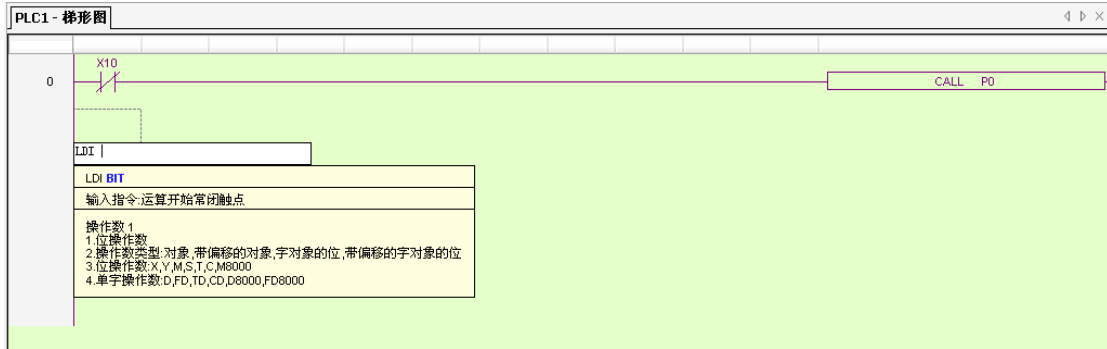 PLC1 - 梯形图
X10
0
CALL P0
LDI
LDI BIT
输入指令:运算开始常闭触点
操作数 1
1.位操作数
2.操作数类型:对象,带偏移的对象,字对象的位,带偏移的字对象的位
3.位操作数:X,Y,M,S,T,C,M8000
4.单字操作数:D,FD,TD,CD,D8000,FD8000